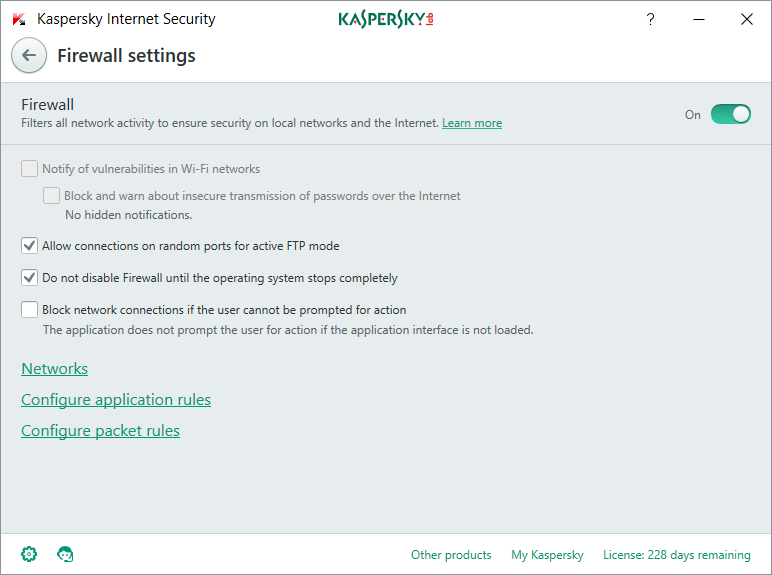 Kaspersky Internet Security
KASPERSKY lab
?
Firewall settings
Firewall
Filters all network activity to ensure security on local networks and the Internet. Learn more
On
Notify of vulnerabilities in Wi-Fi networks
Block and warn about insecure transmission of passwords over the Internet
No hidden notifications.
Allow connections on random ports for active FTP mode
Do not disable Firewall until the operating system stops completely
Block network connections if the user cannot be prompted for action
The application does not prompt the user for action if the application interface is not loaded.
Networks
Configure application rules
Configure packet rules
Other products My Kaspersky License: 228 days remaining